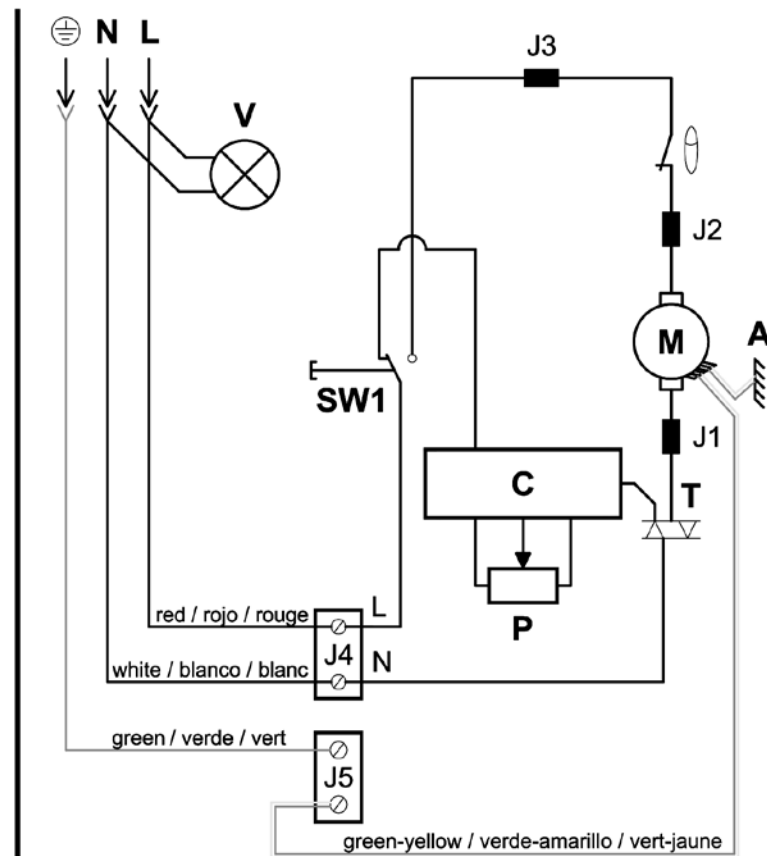 N L
V
J3
J2
M
A
SW1
J1
C
T
P
red / rojo / rouge
L
J4
white / blanco / blanc
N
green / verde / vert
J5
green-yellow / verde-amarillo / vert-jaune